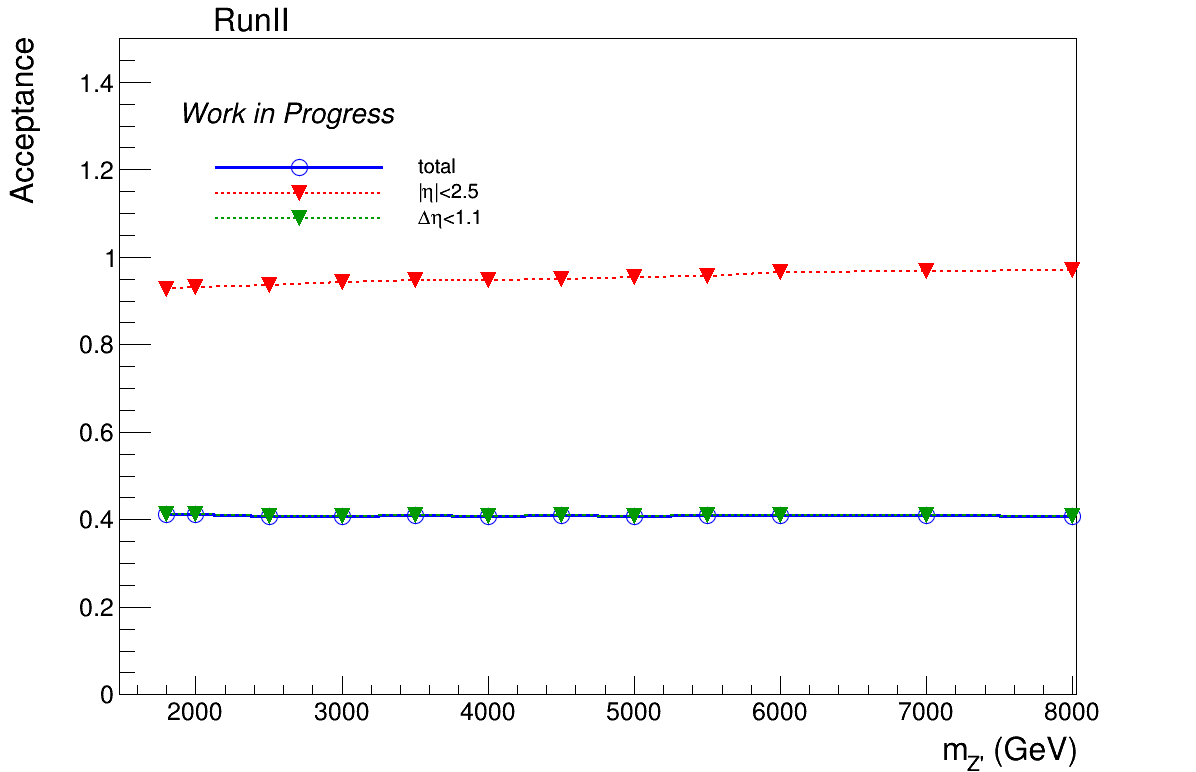 RunII
Acceptance
Work in Progress
total
|η|<2.5
Δη<1.1
1.4
1.2
1
0.8
0.6
0.4
0.2
0
2000 3000 4000 5000 6000 7000 8000
m_Z' (GeV)